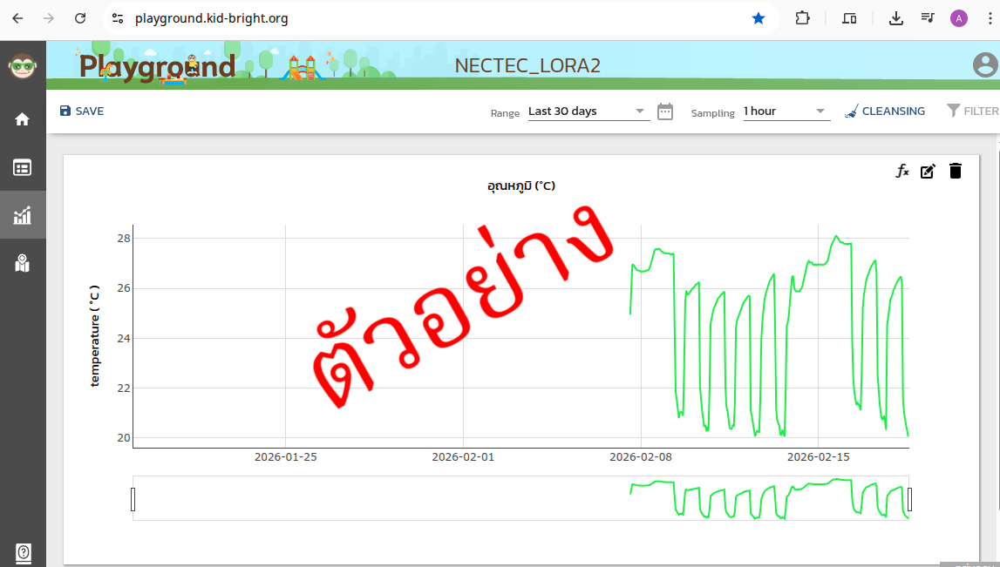 playground.kid-bright.org
A
Playground
NECTEC_LORA2
SAVE
Range Last 30 days
Sampling 1 hour
CLEANSING
FILTER
fx
อุณหภูมิ (°C)
temperature ( °C )
28
26
24
22
20
2026-01-25 2026-02-01 2026-02-08 2026-02-15
ตัวอย่าง